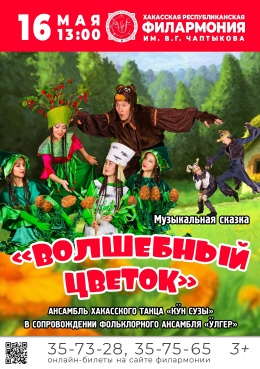 16 МАЯ
13:00
ХАКАССКАЯ РЕСПУБЛИКАНСКАЯ
ФИЛАРМОНИЯ
ИМ. В.Г. ЧАПТЫКОВА
Музыкальная сказка
«ВОЛШЕБНЫЙ
ЦВЕТОК»
АНСАМБЛЬ ХАКАССКОГО ТАНЦА «КӰН СУЗЫ»
В СОПРОВОЖДЕНИИ ФОЛЬКЛОРНОГО АНСАМБЛЯ «ӰЛГЕР»
35-73-28, 35-75-65 3+
онлайн-билеты на сайте филармонии